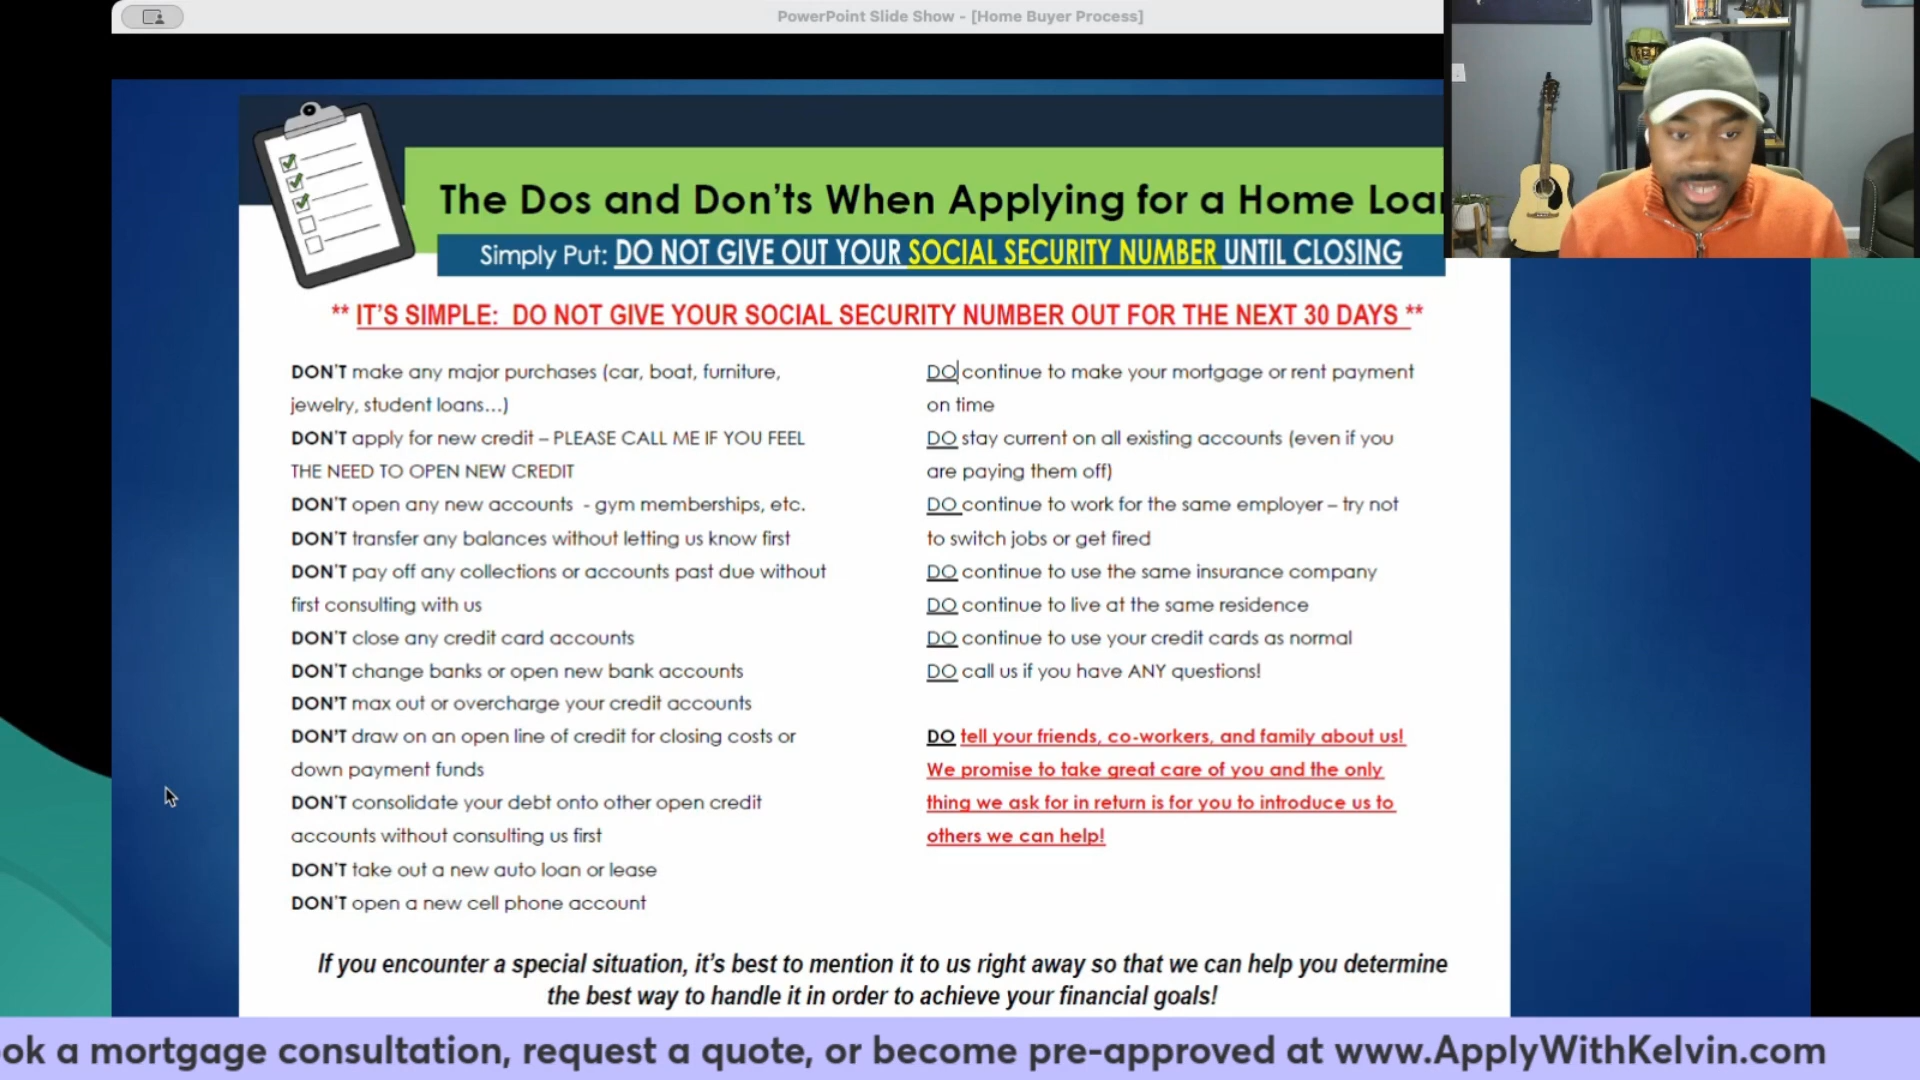 PowerPoint Slide Show - [Home Buyer Process]
The Dos and Don'ts When Applying for a Home Loan
Simply Put: DO NOT GIVE OUT YOUR SOCIAL SECURITY NUMBER UNTIL CLOSING
** IT'S SIMPLE: DO NOT GIVE YOUR SOCIAL SECURITY NUMBER OUT FOR THE NEXT 30 DAYS **
DON'T make any major purchases (car, boat, furniture,
jewelry, student loans...)
DON'T apply for new credit – PLEASE CALL ME IF YOU FEEL
THE NEED TO OPEN NEW CREDIT
DON'T open any new accounts - gym memberships, etc.
DON'T transfer any balances without letting us know first
DON'T pay off any collections or accounts past due without
first consulting with us
DON'T close any credit card accounts
DON'T change banks or open new bank accounts
DON'T max out or overcharge your credit accounts
DON'T draw on an open line of credit for closing costs or
down payment funds
DON'T consolidate your debt onto other open credit
accounts without consulting us first
DON'T take out a new auto loan or lease
DON'T open a new cell phone account
DO continue to make your mortgage or rent payment
on time
DO stay current on all existing accounts (even if you
are paying them off)
DO continue to work for the same employer – try not
to switch jobs or get fired
DO continue to use the same insurance company
DO continue to live at the same residence
DO continue to use your credit cards as normal
DO call us if you have ANY questions!
DO tell your friends, co-workers, and family about us!
We promise to take great care of you and the only
thing we ask for in return is for you to introduce us to
others we can help!
If you encounter a special situation, it's best to mention it to us right away so that we can help you determine
the best way to handle it in order to achieve your financial goals!
ok a mortgage consultation, request a quote, or become pre-approved at www.ApplyWithKelvin.com